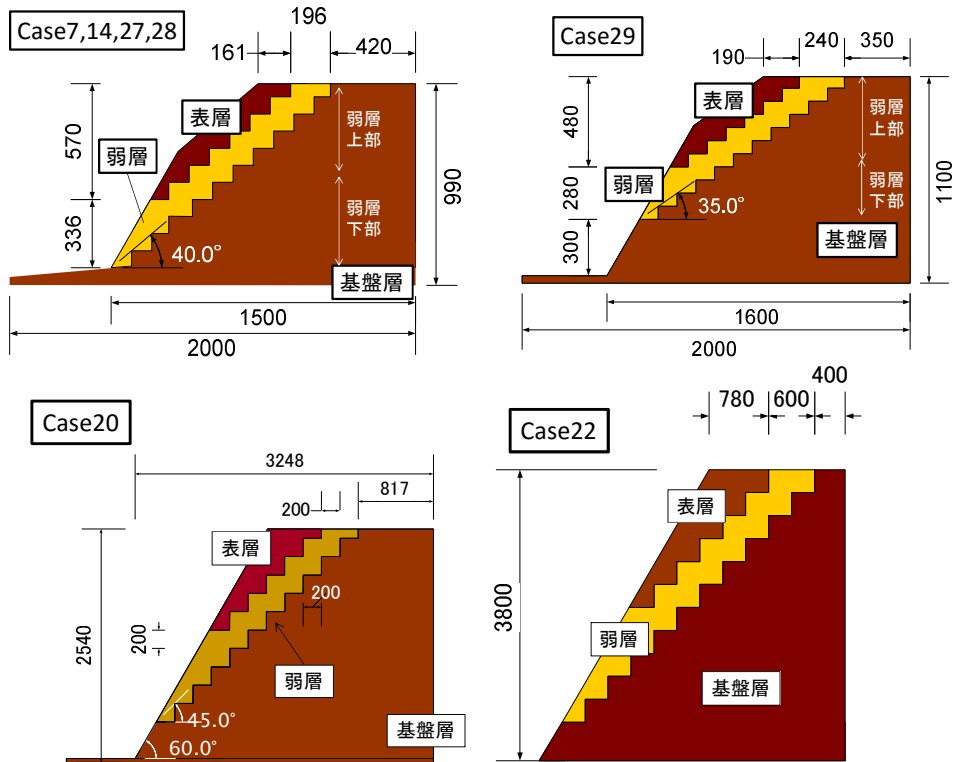 Case7,14,27,28
196
161
420
表層
弱層
上部
570
弱層
990
弱層
下部
336
40.0°
基盤層
1500
2000
Case29
240
350
190
表層
弱層
上部
480
弱層
1100
弱層
下部
280
35.0°
300
基盤層
1600
2000
Case20
3248
817
200
表層
200
200
2540
弱層
45.0°
基盤層
60.0°
Case22
400
780
600
表層
3800
弱層
基盤層